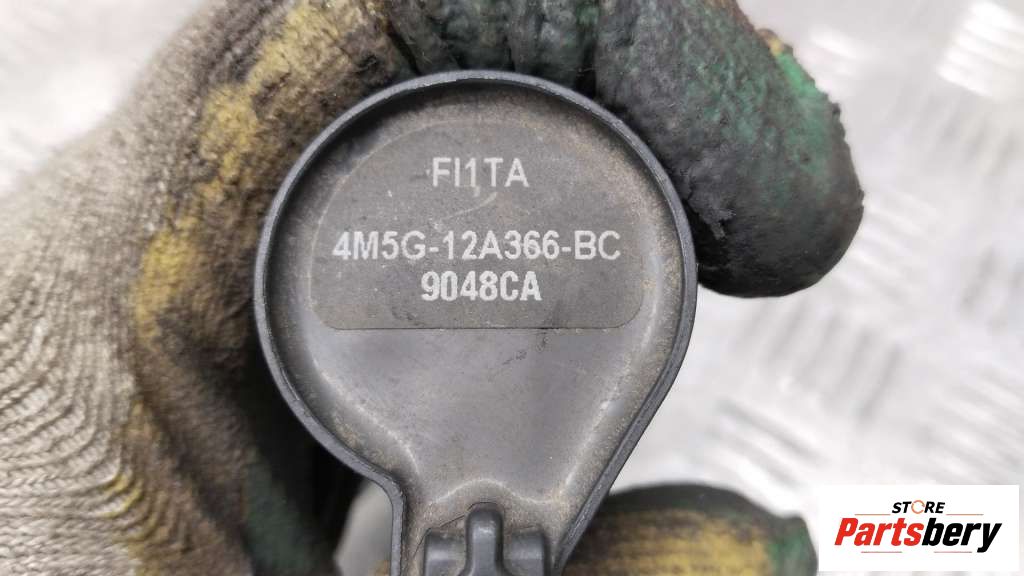 FI1TA
4M5G-12A366-BC
9048CA
STORE
Partsbery